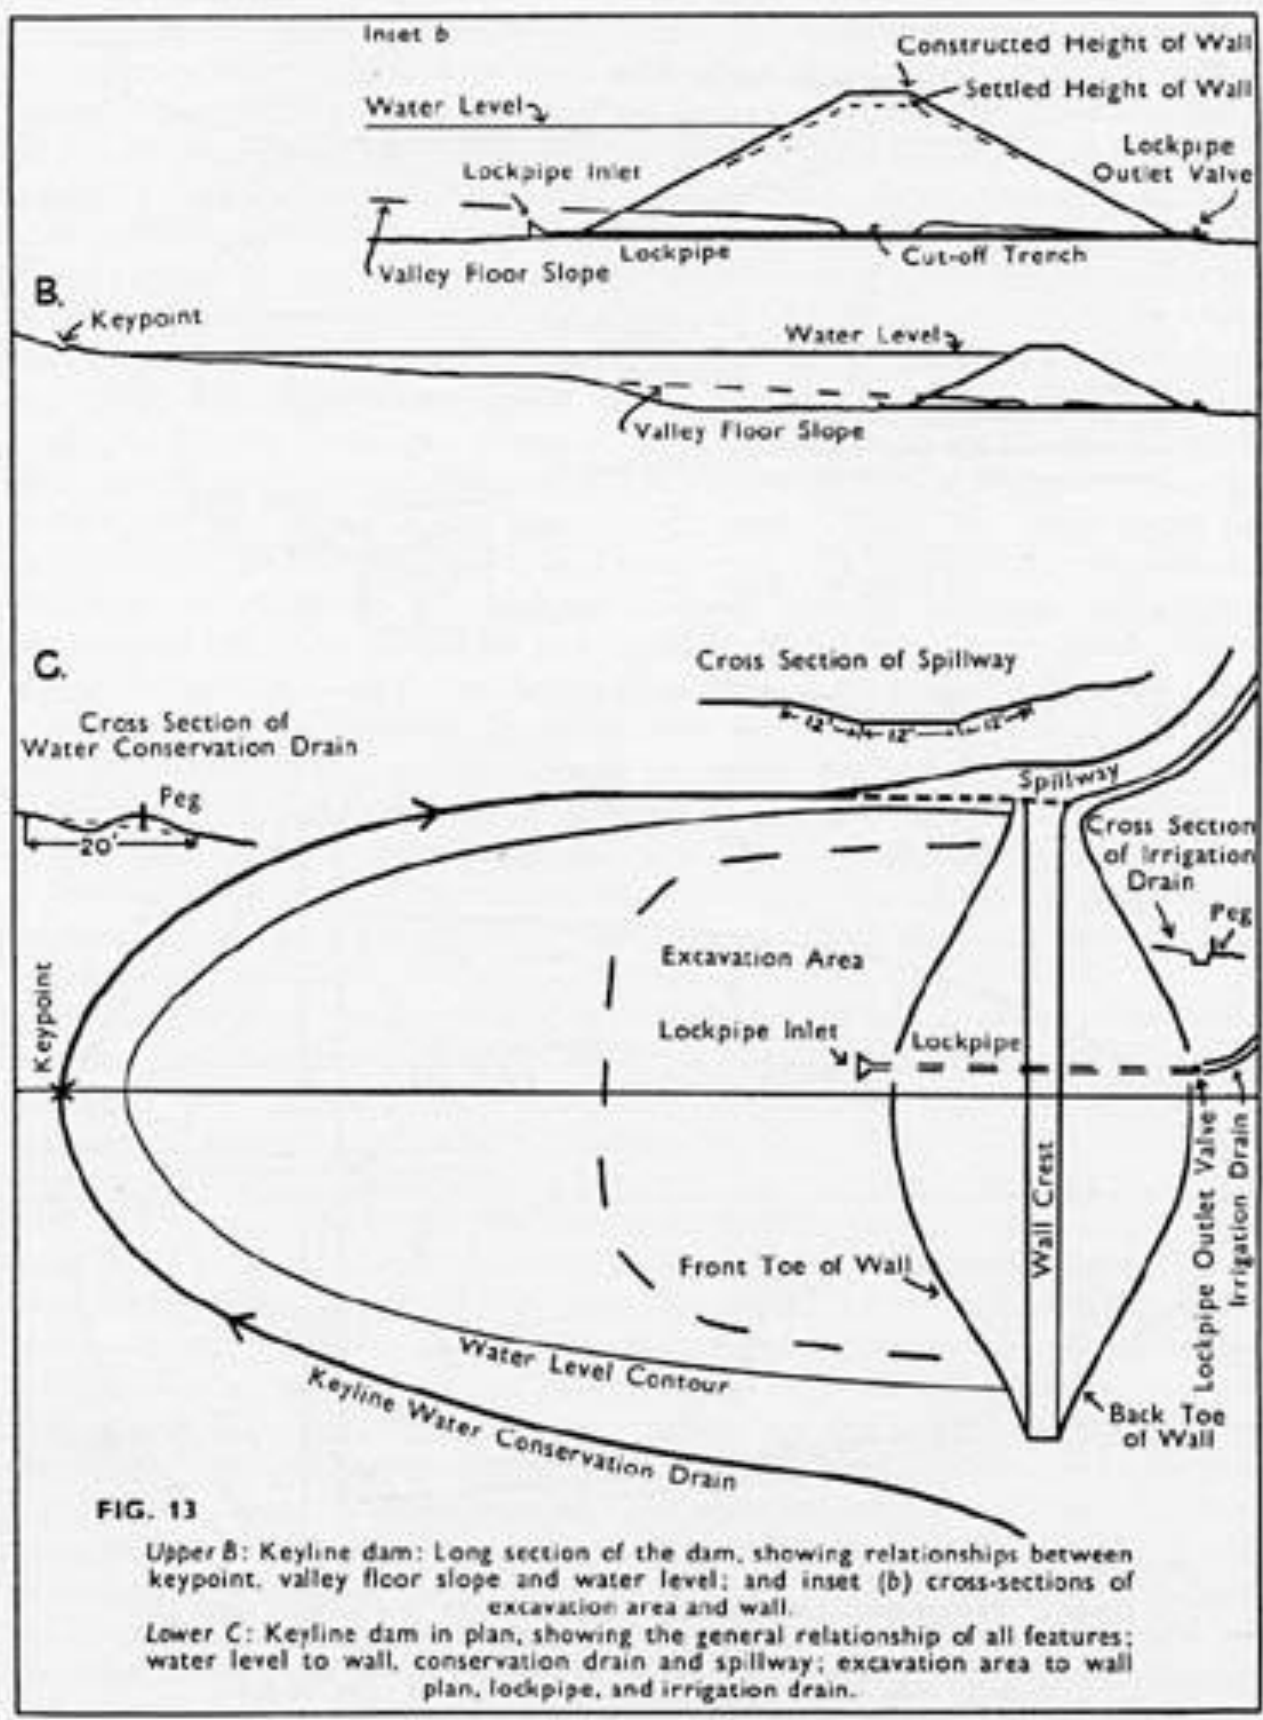 Inset b
Constructed Height of Wall
Settled Height of Wall
Water Level
Lockpipe
Outlet Valve
Lockpipe Inlet
Lockpipe
Cut-off Trench
Valley Floor Slope
B.
Keypoint
Water Level
Valley Floor Slope
C.
Cross Section of Spillway
12' 12' 12'
Cross Section of
Water Conservation Drain
Peg
20'
Spillway
Cross Section
of Irrigation
Drain
Peg
Excavation Area
Keypoint
Lockpipe Inlet
Lockpipe
Wall Crest
Lockpipe Outlet Valve
Irrigation Drain
Front Toe of Wall
Water Level Contour
Keyline Water Conservation Drain
Back Toe
of Wall
FIG. 13
Upper B: Keyline dam: Long section of the dam, showing relationships between
keypoint, valley floor slope and water level; and inset (b) cross-sections of
excavation area and wall.
Lower C: Keyline dam in plan, showing the general relationship of all features;
water level to wall, conservation drain and spillway; excavation area to wall
plan, lockpipe, and irrigation drain.